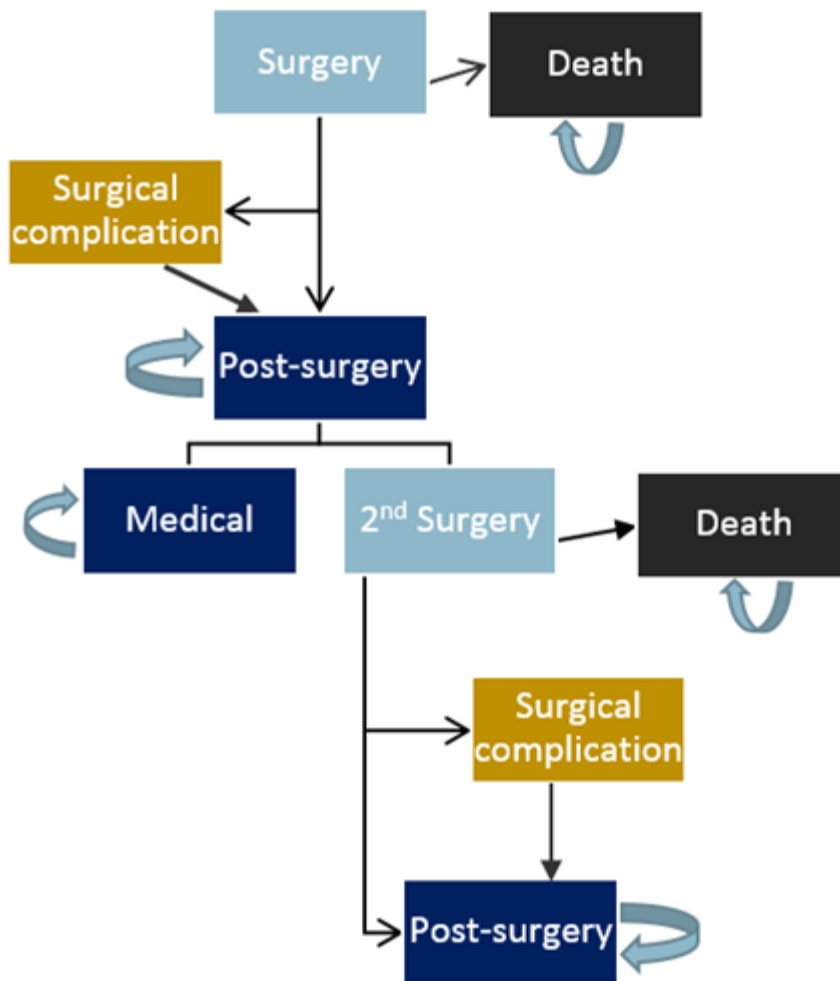 Surgery
Death
Surgical
complication
Post-surgery
Medical
2nd Surgery
Death
Surgical
complication
Post-surgery